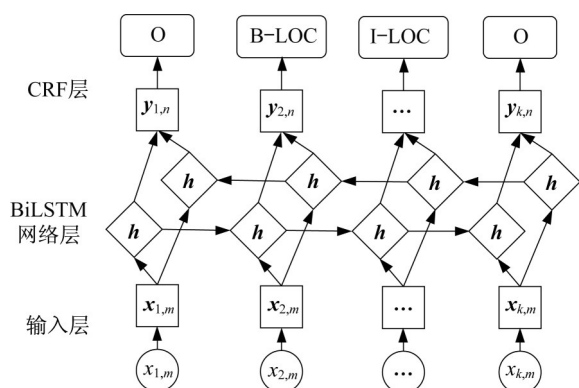 O B-LOC I-LOC O
CRF层
y1,n y2,n ... yk,n
h h h h
BiLSTM
网络层
h h h h
x1,m x2,m ... xk,m
输入层
x1,m x2,m ... xk,m